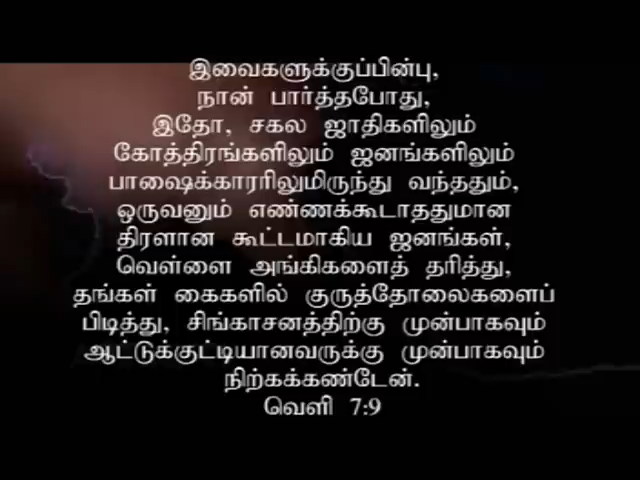 இவைகளுக்குப்பின்பு,
நான் பார்த்தபோது,
இதோ, சகல ஜாதிகளிலும்
கோத்திரங்களிலும் ஜனங்களிலும்
பாஷைக்காரரிலுமிருந்து வந்ததும்,
ஒருவனும் எண்ணக்கூடாததுமான
திரளான கூட்டமாகிய ஜனங்கள்,
வெள்ளை அங்கிகளைத் தரித்து,
தங்கள் கைகளில் குருத்தோலைகளைப்
பிடித்து, சிங்காசனத்திற்கு முன்பாகவும்
ஆட்டுக்குட்டியானவருக்கு முன்பாகவும்
நிற்கக்கண்டேன்.
வெளி 7:9